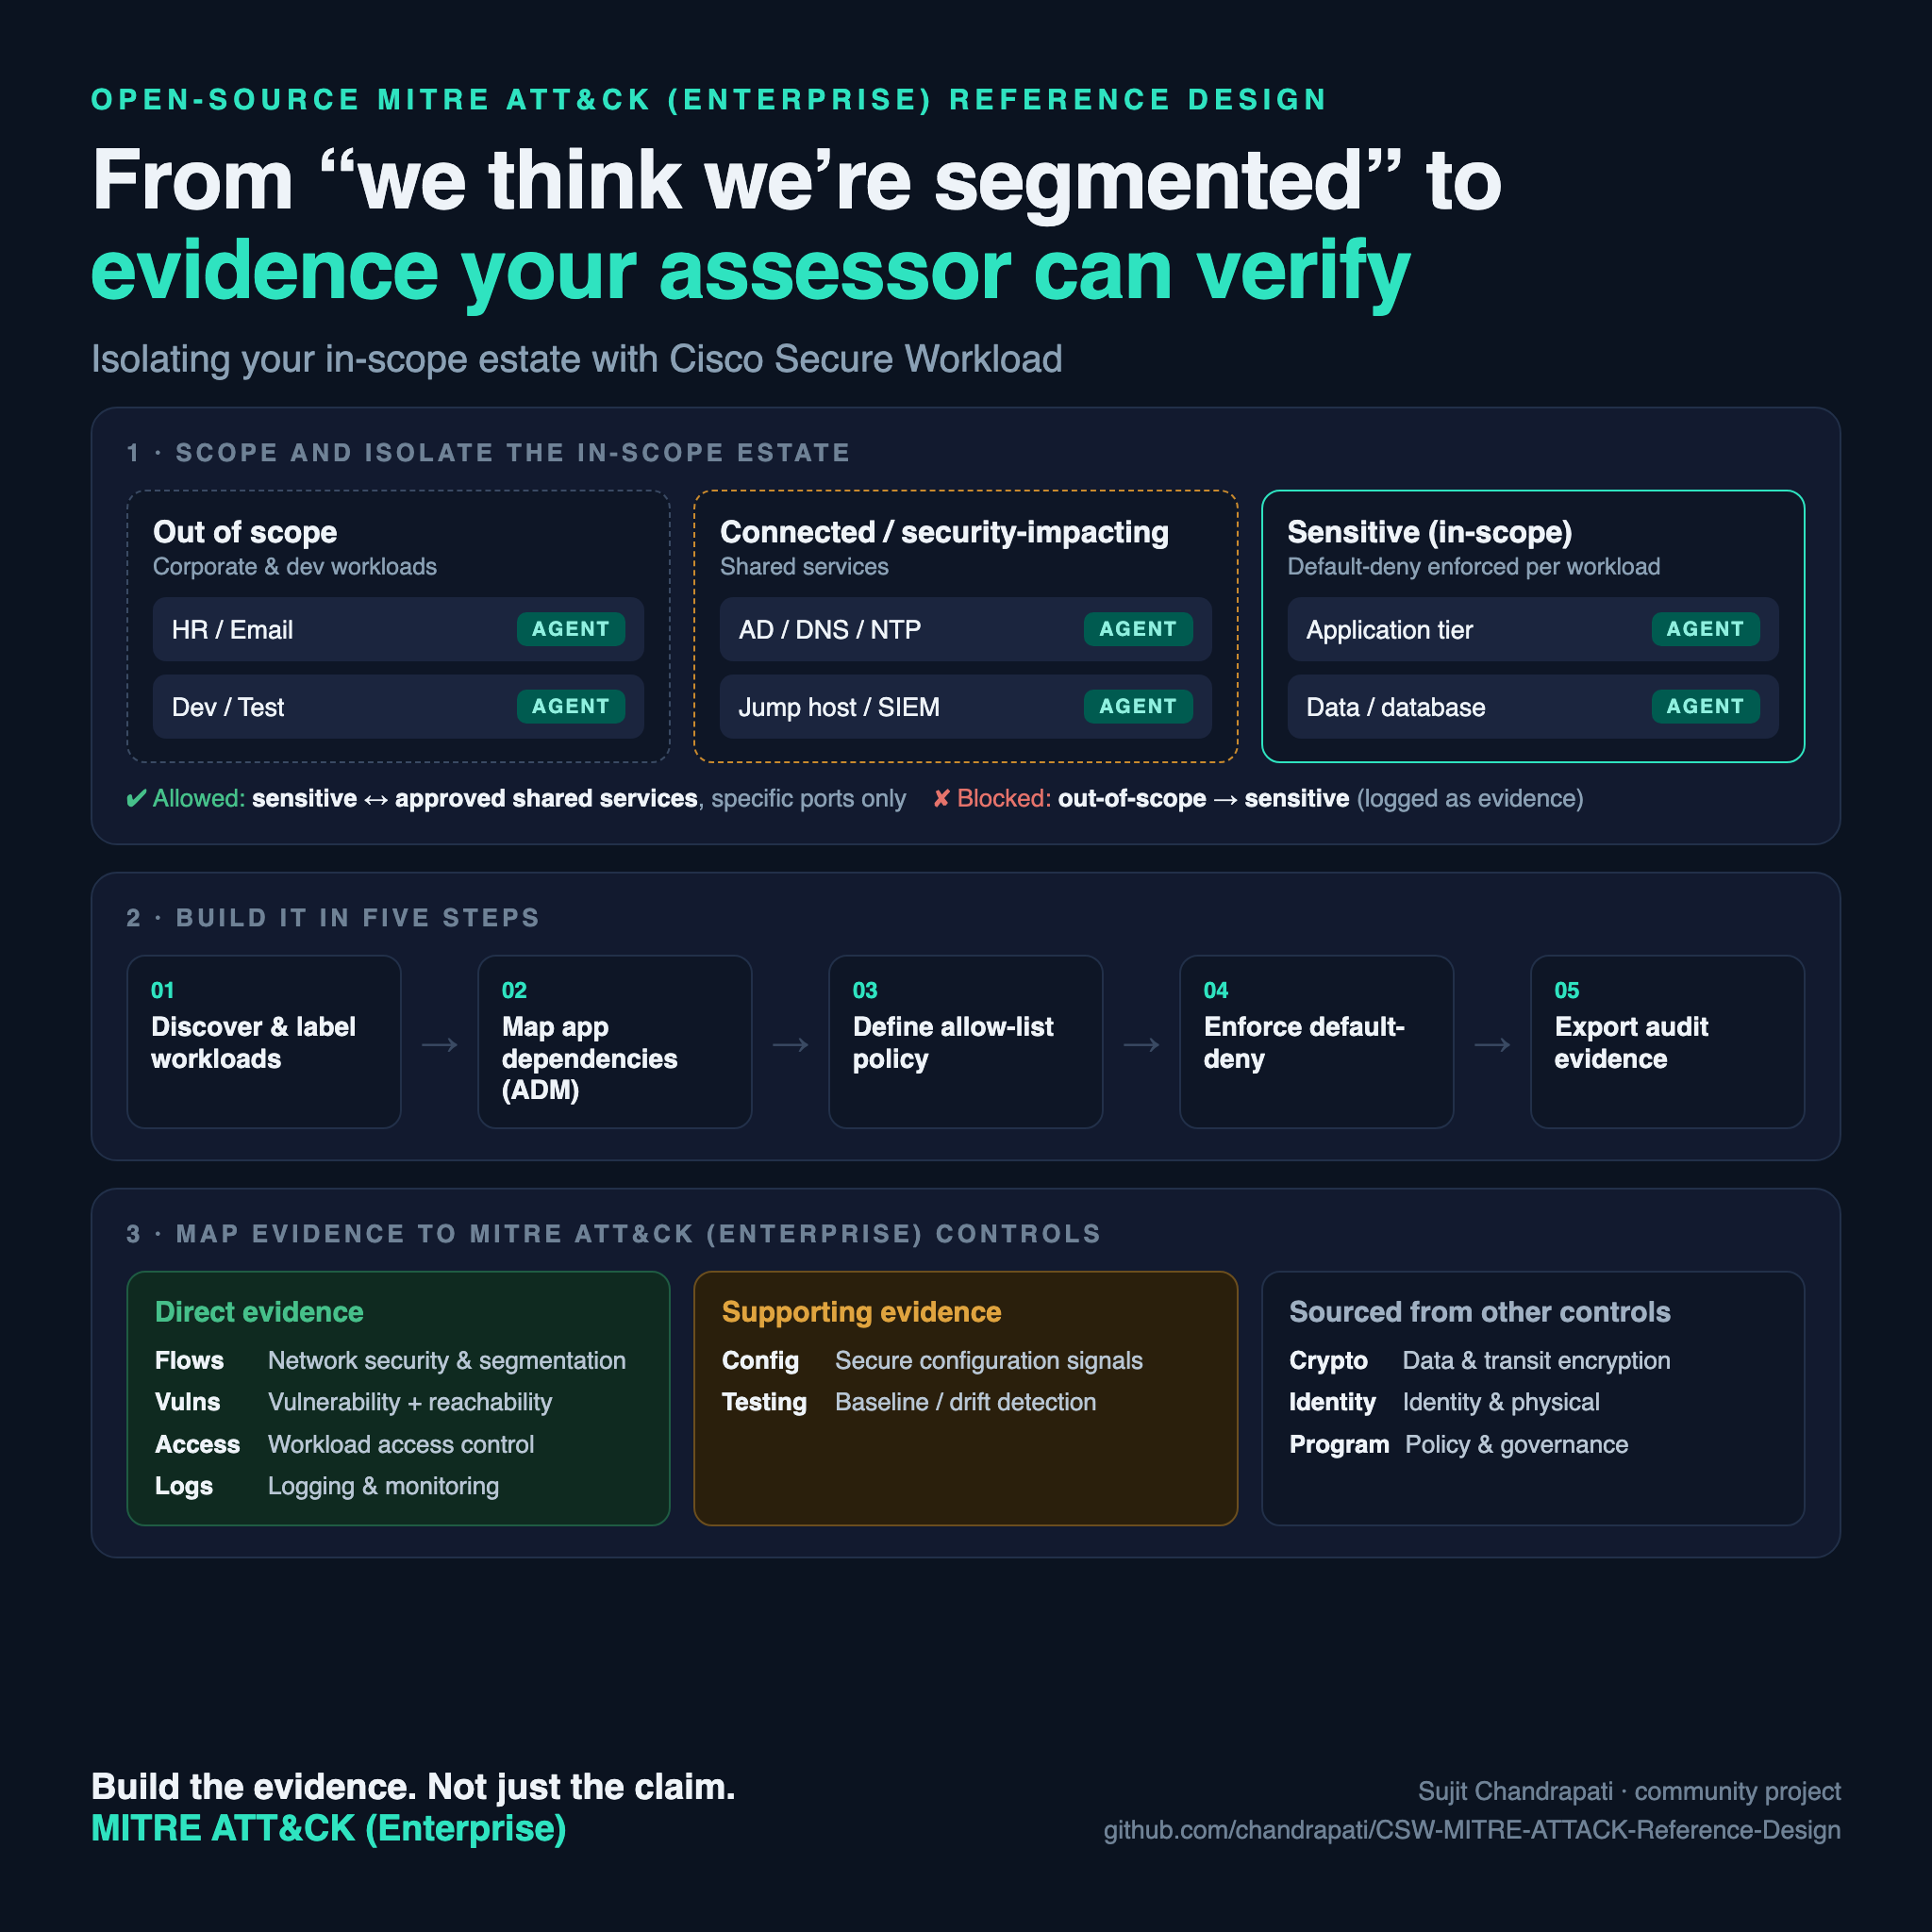 OPEN-SOURCE MITRE ATT&CK (ENTERPRISE) REFERENCE DESIGN
From “we think we’re segmented” to
evidence your assessor can verify
Isolating your in-scope estate with Cisco Secure Workload
1 · SCOPE AND ISOLATE THE IN-SCOPE ESTATE
Out of scope
Corporate & dev workloads
HR / Email AGENT
Dev / Test AGENT
Connected / security-impacting
Shared services
AD / DNS / NTP AGENT
Jump host / SIEM AGENT
Sensitive (in-scope)
Default-deny enforced per workload
Application tier AGENT
Data / database AGENT
✔ Allowed: sensitive ↔ approved shared services, specific ports only ✘ Blocked: out-of-scope → sensitive (logged as evidence)
2 · BUILD IT IN FIVE STEPS
01
Discover & label
workloads
→
02
Map app
dependencies
(ADM)
→
03
Define allow-list
policy
→
04
Enforce default-
deny
→
05
Export audit
evidence
3 · MAP EVIDENCE TO MITRE ATT&CK (ENTERPRISE) CONTROLS
Direct evidence
Flows Network security & segmentation
Vulns Vulnerability + reachability
Access Workload access control
Logs Logging & monitoring
Supporting evidence
Config Secure configuration signals
Testing Baseline / drift detection
Sourced from other controls
Crypto Data & transit encryption
Identity Identity & physical
Program Policy & governance
Build the evidence. Not just the claim.
MITRE ATT&CK (Enterprise)
Sujit Chandrapati · community project
github.com/chandrapati/CSW-MITRE-ATTACK-Reference-Design